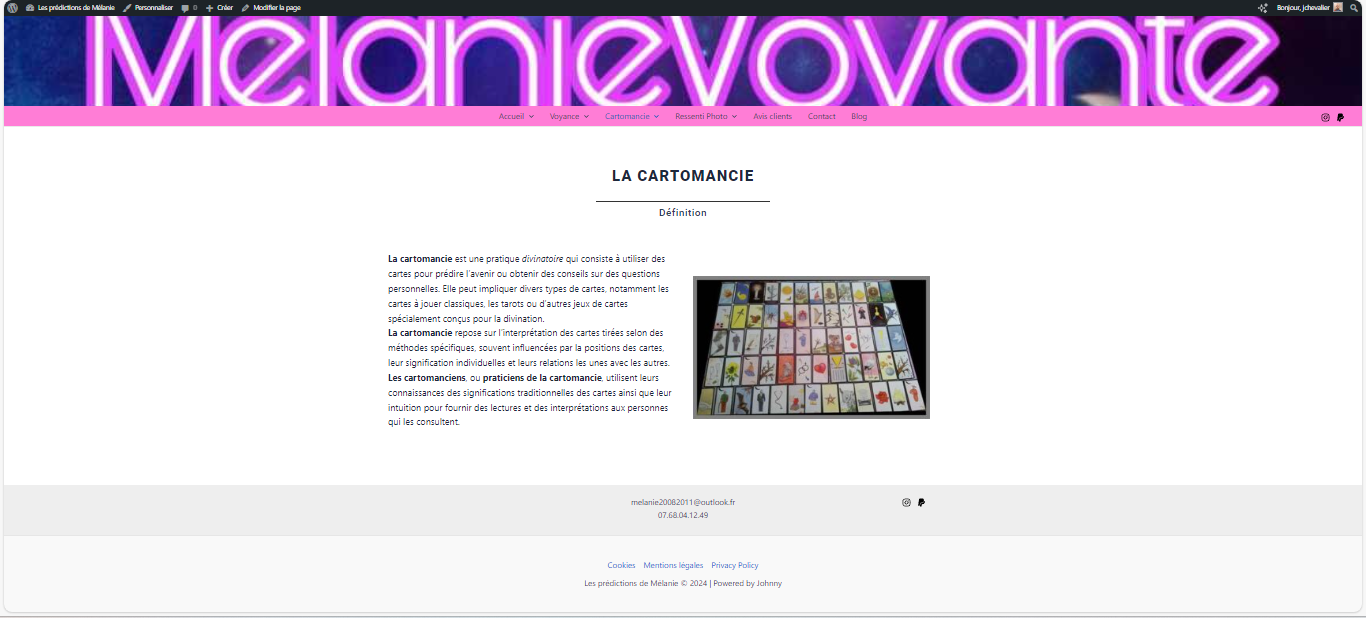 Les prédictions de Mélanie Personnaliser 0 Créer Modifier la page Bonjour, jchevalier
MelanieVoyante
Accueil Voyance Cartomancie Ressenti Photo Avis clients Contact Blog
LA CARTOMANCIE
Définition
La cartomancie est une pratique divinatoire qui consiste à utiliser des
cartes pour prédire l'avenir ou obtenir des conseils sur des questions
personnelles. Elle peut impliquer divers types de cartes, notamment les
cartes à jouer classiques, les tarots ou d'autres jeux de cartes
spécialement conçus pour la divination.
La cartomancie repose sur l'interprétation des cartes tirées selon des
méthodes spécifiques, souvent influencées par la positions des cartes,
leur signification individuelles et leurs relations les unes avec les autres.
Les cartomanciens, ou praticiens de la cartomancie, utilisent leurs
connaissances des significations traditionnelles des cartes ainsi que leur
intuition pour fournir des lectures et des interprétations aux personnes
qui les consultent.
melanie20082011@outlook.fr
07.68.04.12.49
Cookies Mentions légales Privacy Policy
Les prédictions de Mélanie © 2024 | Powered by Johnny